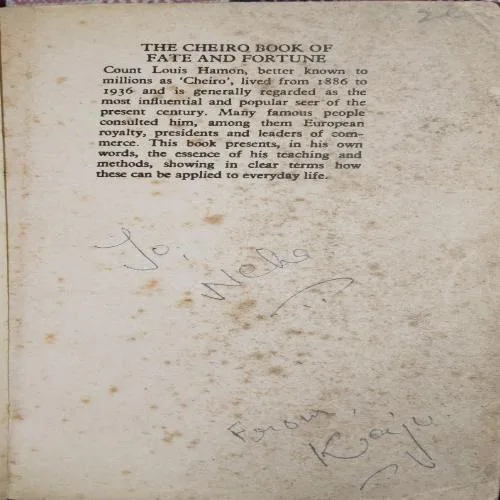 THE CHEIRO BOOK OF
FATE AND FORTUNE
Count Louis Hamon, better known to
millions as 'Cheiro', lived from 1886 to
1936 and is generally regarded as the
most influential and popular seer of the
present century. Many famous people
consulted him, among them European
royalty, presidents and leaders of com-
merce. This book presents, in his own
words, the essence of his teaching and
methods, showing in clear terms how
these can be applied to everyday life.
To,
Neha
From,